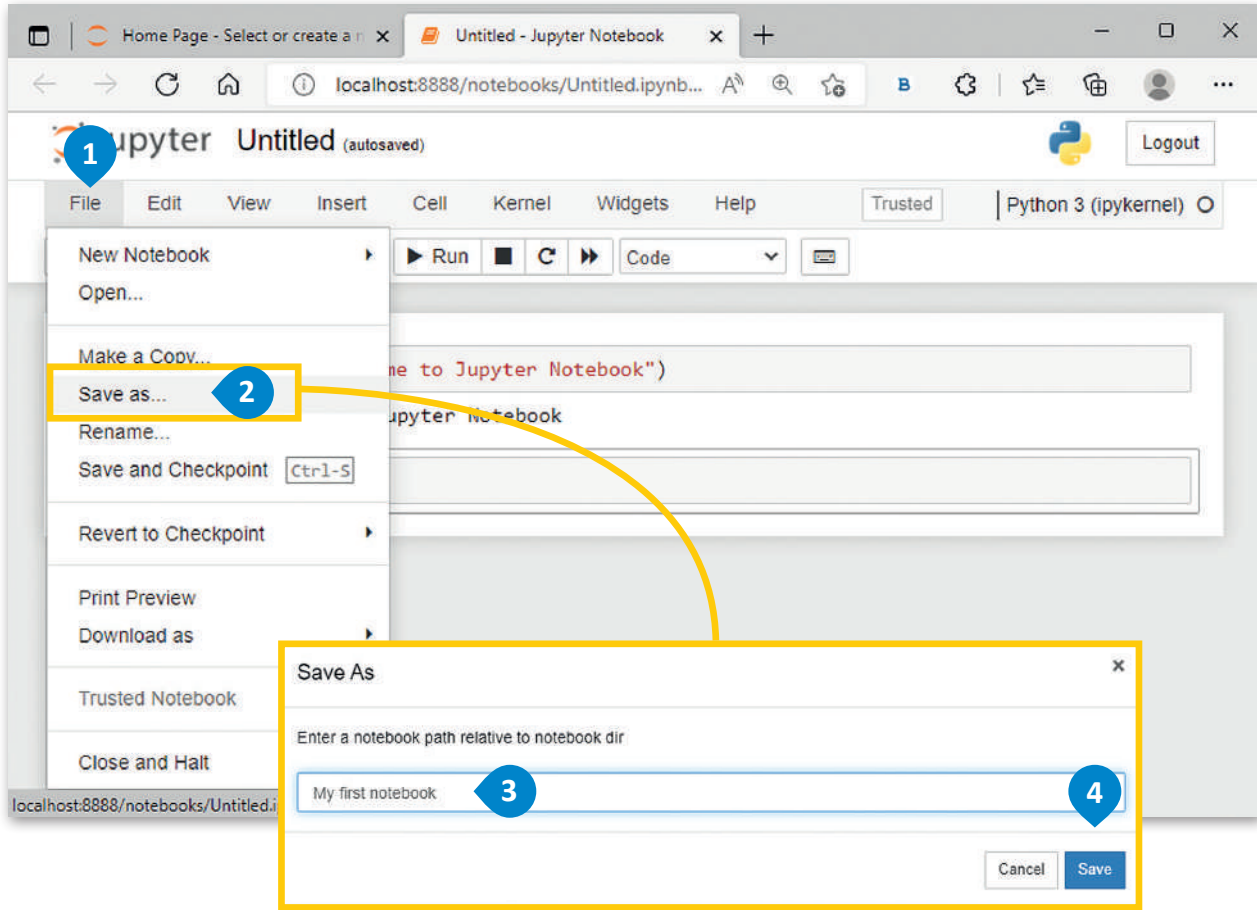 Home Page - Select or create a n
Untitled - Jupyter Notebook
localhost:8888/notebooks/Untitled.ipynb...
Untitled (autosaved)
Logout
1
File Edit View Insert Cell Kernel Widgets Help
Trusted
Python 3 (ipykernel)
Run
Code
New Notebook
Open...
Make a Copy...
Save as...
2
Rename...
Save and Checkpoint Ctrl-S
Revert to Checkpoint
Print Preview
Download as
Trusted Notebook
Close and Halt
to Jupyter Notebook")
Notebook
localhost:8888/notebooks/Untitled.i
Save As
Enter a notebook path relative to notebook dir
My first notebook
3
4
Cancel
Save